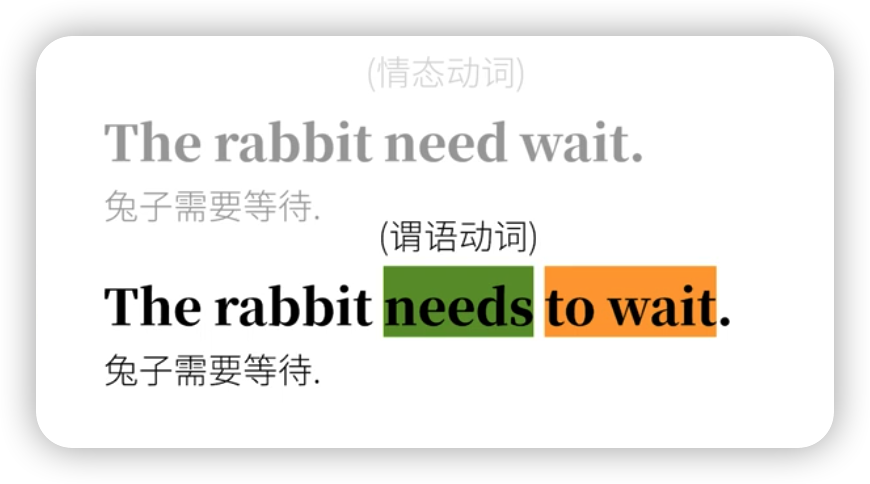 (情态动词)
The rabbit need wait.
兔子需要等待.
(谓语动词)
The rabbit needs to wait.
兔子需要等待.